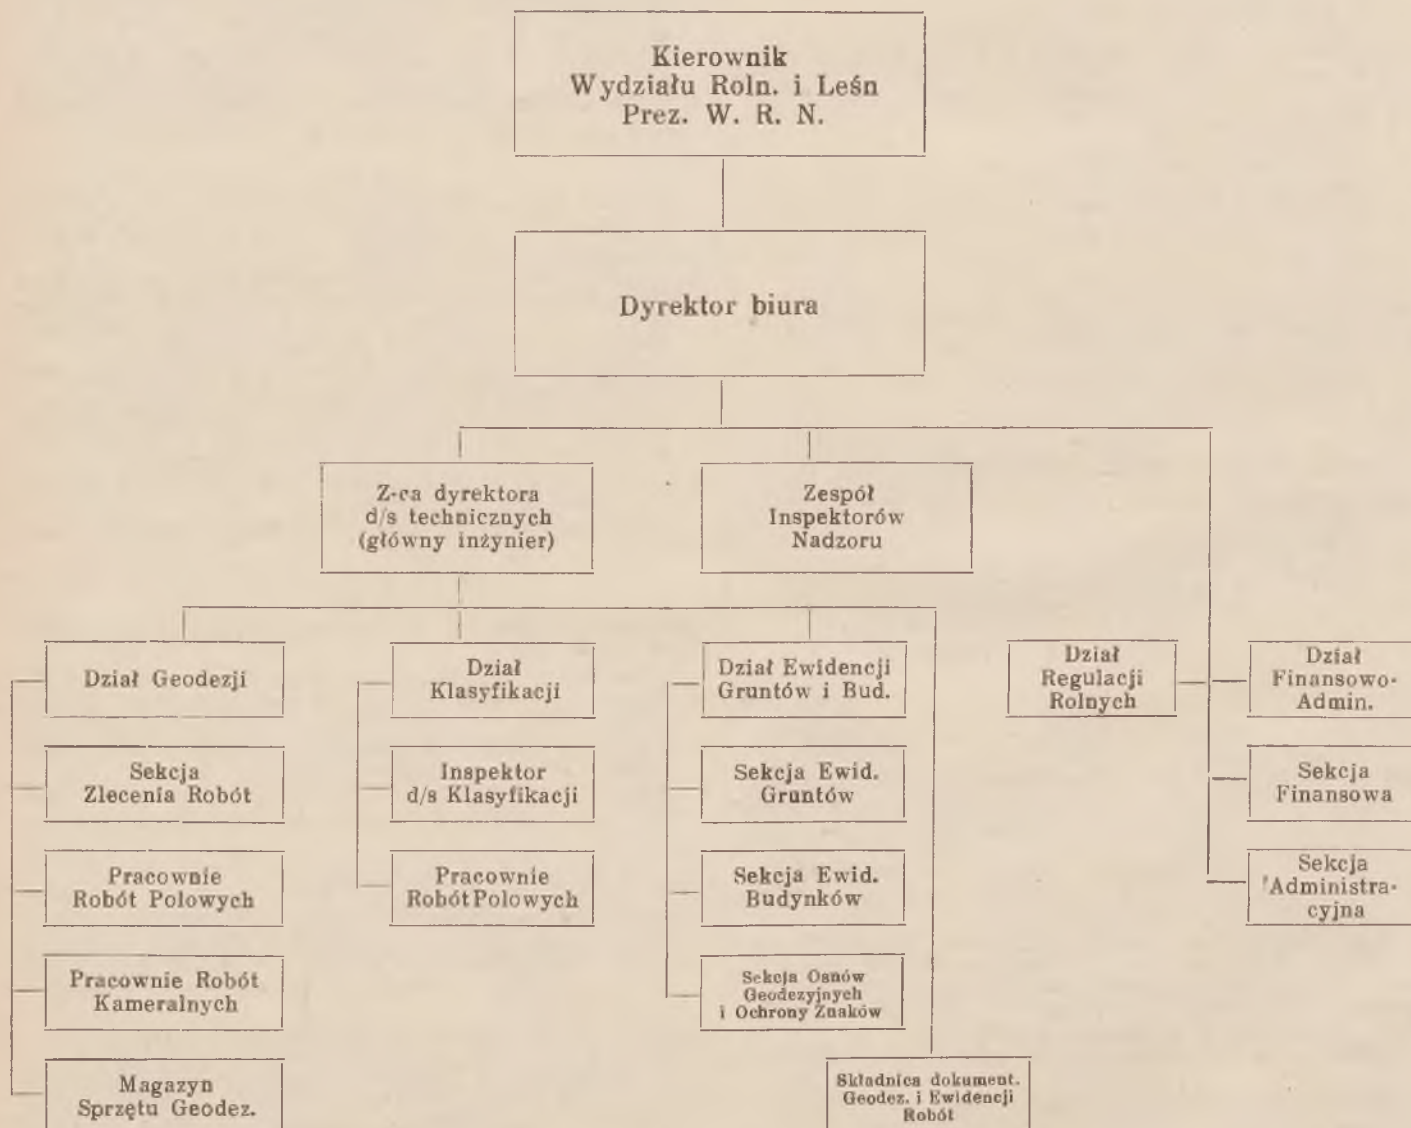 Kierownik
Wydziału Roln. i Leśn
Prez. W. R. N.
Dyrektor biura
Z-ca dyrektora
d/s technicznych
(główny inżynier)
Zespół
Inspektorów
Nadzoru
Dział Geodezji
Dział
Klasyfikacji
Dział Ewidencji
Gruntów i Bud.
Dział
Regulacji
Rolnych
Dział
Finansowo-
Admin.
Sekcja
Zlecenia Robót
Inspektor
d/s Klasyfikacji
Sekcja Ewid.
Gruntów
Sekcja
Finansowa
Pracownie
Robót Polowych
Pracownie
Robót Polowych
Sekcja Ewid.
Budynków
Sekcja
Administra-
cyjna
Pracownie Robót
Kameralnych
Sekcja Osnów
Geodezyjnych
i Ochrony Znaków
Magazyn
Sprzętu Geodez.
Składnica dokument.
Geodez. i Ewidencji
Robót